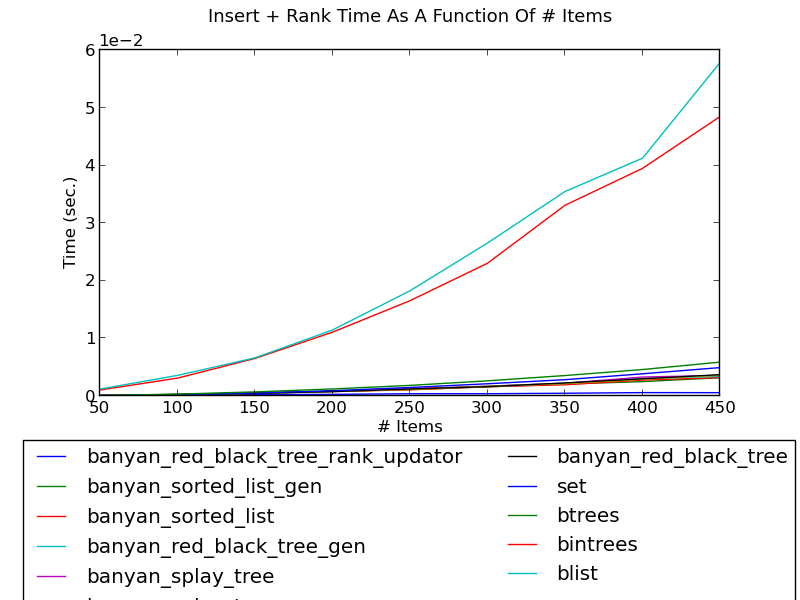 Insert + Rank Time As A Function Of # Items
1e−2
6
5
4
3
2
1
0
Time (sec.)
50 100 150 200 250 300 350 400 450
# Items
banyan_red_black_tree_rank_updator
banyan_sorted_list_gen
banyan_sorted_list
banyan_red_black_tree_gen
banyan_splay_tree
banyan_red_black_tree
set
btrees
bintrees
blist